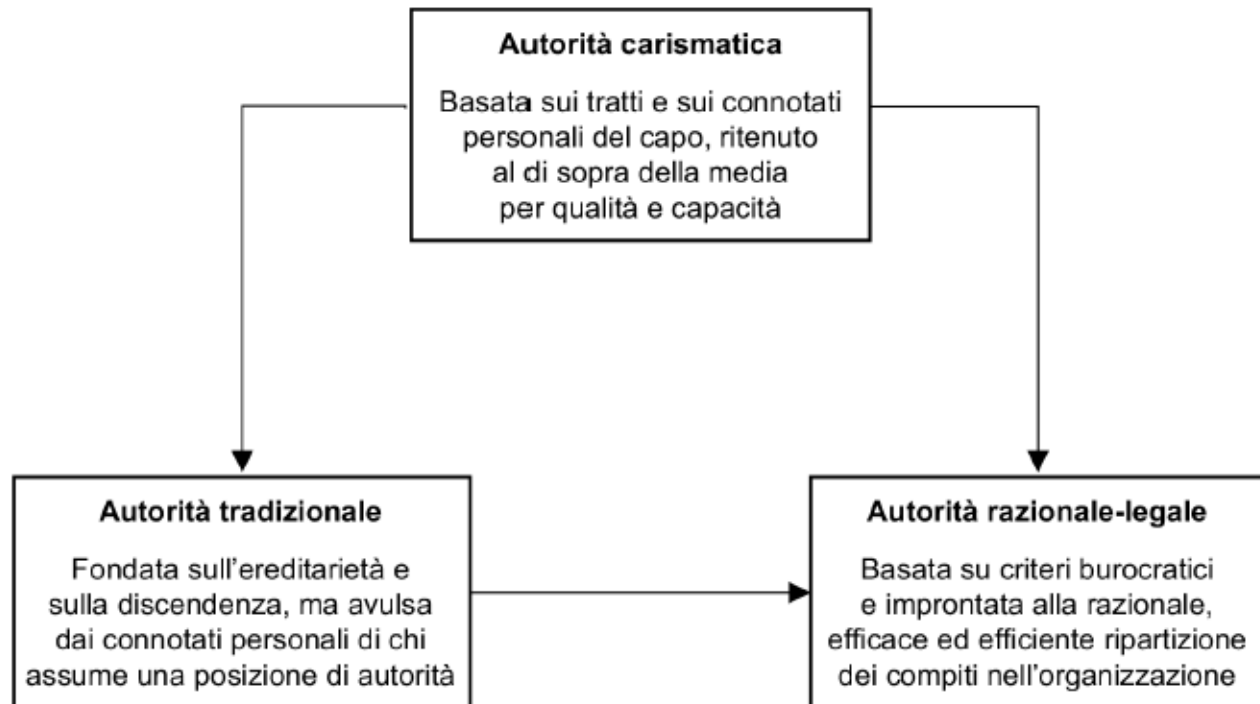 Autorità carismatica
Basata sui tratti e sui connotati
personali del capo, ritenuto
al di sopra della media
per qualità e capacità
Autorità tradizionale
Fondata sull'ereditarietà e
sulla discendenza, ma avulsa
dai connotati personali di chi
assume una posizione di autorità
Autorità razionale-legale
Basata su criteri burocratici
e improntata alla razionale,
efficace ed efficiente ripartizione
dei compiti nell'organizzazione